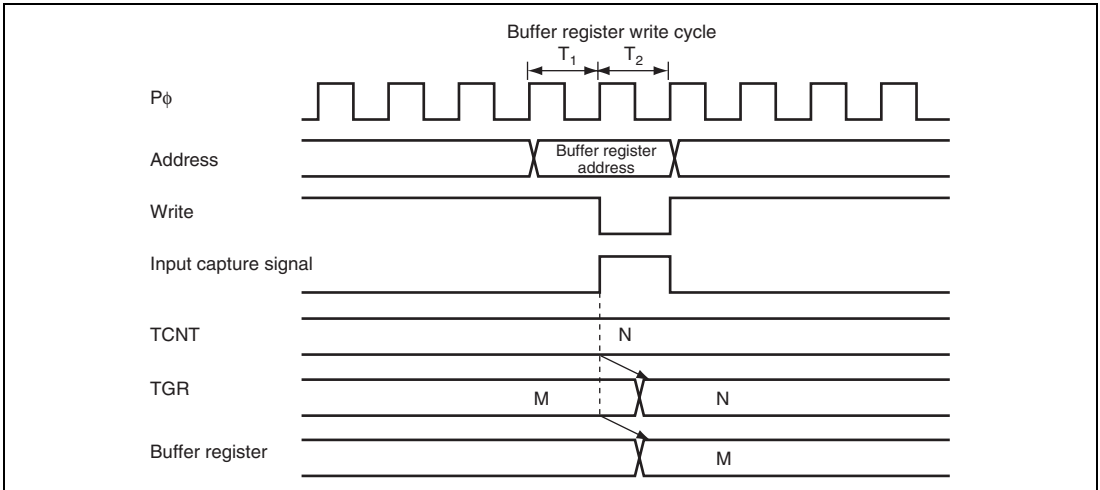 Buffer register write cycle
T1 T2
Pφ
Address
Buffer register
address
Write
Input capture signal
TCNT
N
TGR
M
N
Buffer register
M